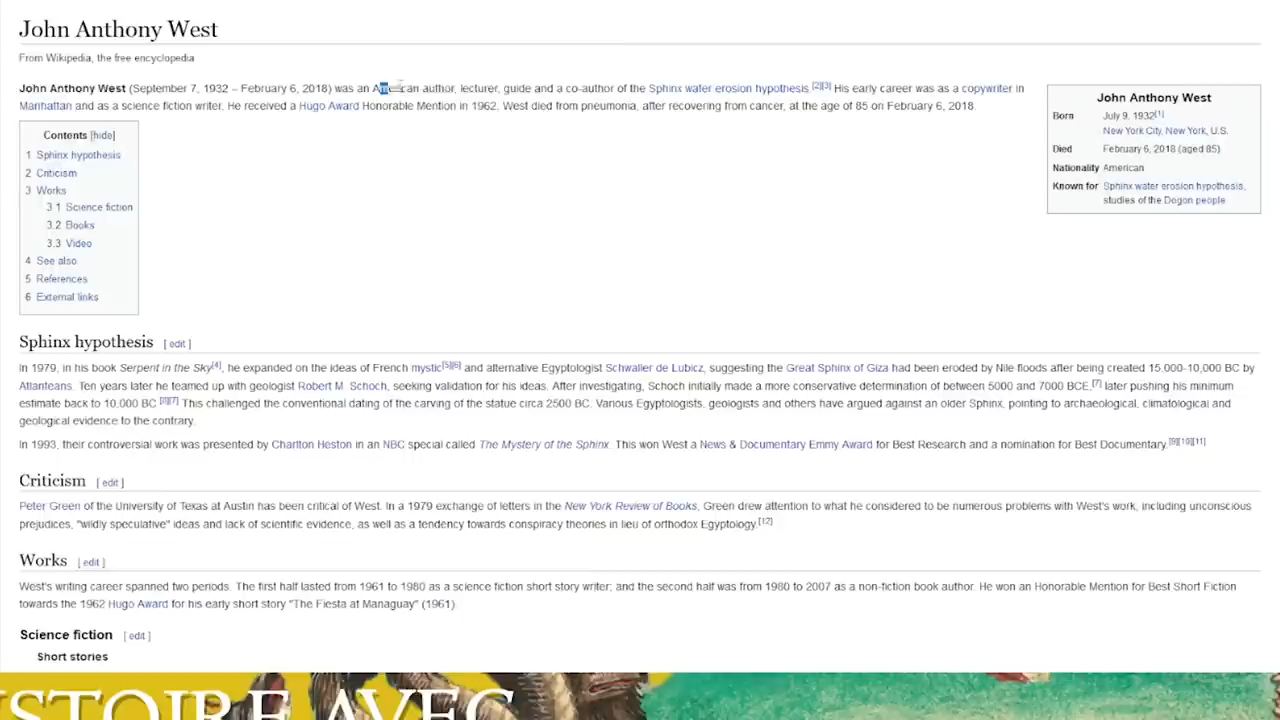 John Anthony West
From Wikipedia, the free encyclopedia
John Anthony West (September 7, 1932 – February 6, 2018) was an American author, lecturer, guide and a co-author of the Sphinx water erosion hypothesis.[2][3] His early career was as a copywriter in
Manhattan and as a science fiction writer. He received a Hugo Award Honorable Mention in 1962. West died from pneumonia, after recovering from cancer, at the age of 85 on February 6, 2018.
John Anthony West
Born July 9, 1932[1]
New York City, New York, U.S.
Died February 6, 2018 (aged 85)
Nationality American
Known for Sphinx water erosion hypothesis,
studies of the Dogon people
Contents [hide]
1 Sphinx hypothesis
2 Criticism
3 Works
3.1 Science fiction
3.2 Books
3.3 Video
4 See also
5 References
6 External links
Sphinx hypothesis [ edit ]
In 1979, in his book Serpent in the Sky[4], he expanded on the ideas of French mystic[5][6] and alternative Egyptologist Schwaller de Lubicz, suggesting the Great Sphinx of Giza had been eroded by Nile floods after being created 15,000-10,000 BC by
Atlanteans. Ten years later he teamed up with geologist Robert M. Schoch, seeking validation for his ideas. After investigating, Schoch initially made a more conservative determination of between 5000 and 7000 BCE,[7] later pushing his minimum
estimate back to 10,000 BC.[8][7] This challenged the conventional dating of the carving of the statue circa 2500 BC. Various Egyptologists, geologists and others have argued against an older Sphinx, pointing to archaeological, climatological and
geological evidence to the contrary.
In 1993, their controversial work was presented by Charlton Heston in an NBC special called The Mystery of the Sphinx. This won West a News & Documentary Emmy Award for Best Research and a nomination for Best Documentary.[9][10][11]
Criticism [ edit ]
Peter Green of the University of Texas at Austin has been critical of West. In a 1979 exchange of letters in the New York Review of Books, Green drew attention to what he considered to be numerous problems with West's work, including unconscious
prejudices, "wildly speculative" ideas and lack of scientific evidence, as well as a tendency towards conspiracy theories in lieu of orthodox Egyptology.[12]
Works [ edit ]
West's writing career spanned two periods. The first half lasted from 1961 to 1980 as a science fiction short story writer; and the second half was from 1980 to 2007 as a non-fiction book author. He won an Honorable Mention for Best Short Fiction
towards the 1962 Hugo Award for his early short story "The Fiesta at Managuay" (1961).
Science fiction [ edit ]
Short stories
STOIRE AVEC